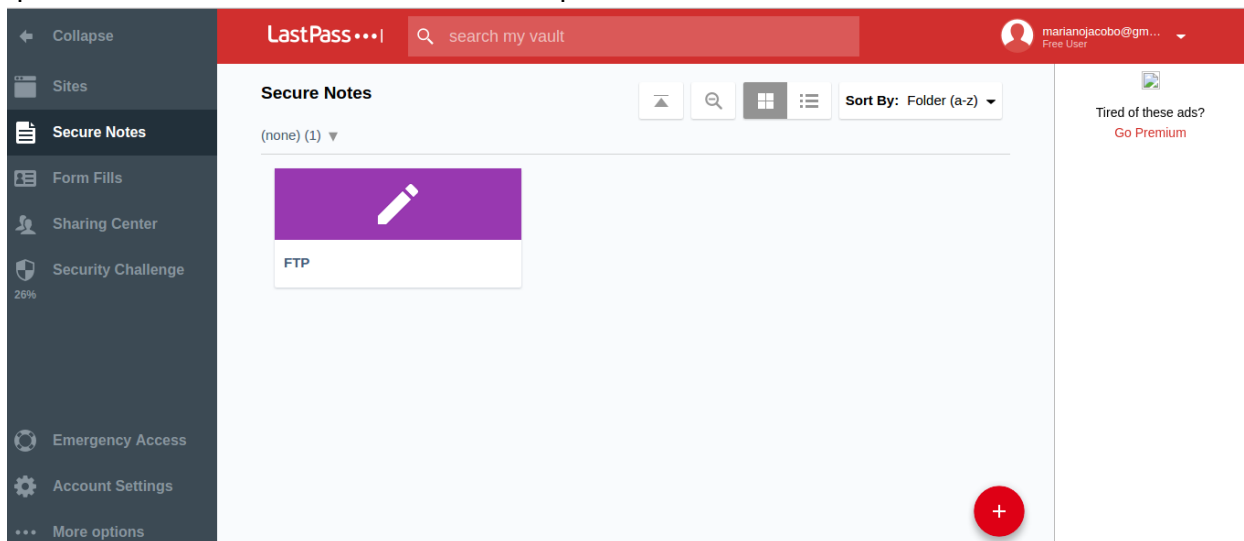 Collapse
Sites
Secure Notes
Form Fills
Sharing Center
Security Challenge
26%
Emergency Access
Account Settings
More options
LastPass
search my vault
marianojacobo@gm...
Free User
Secure Notes
Sort By: Folder (a-z)
(none) (1)
FTP
+
Tired of these ads?
Go Premium